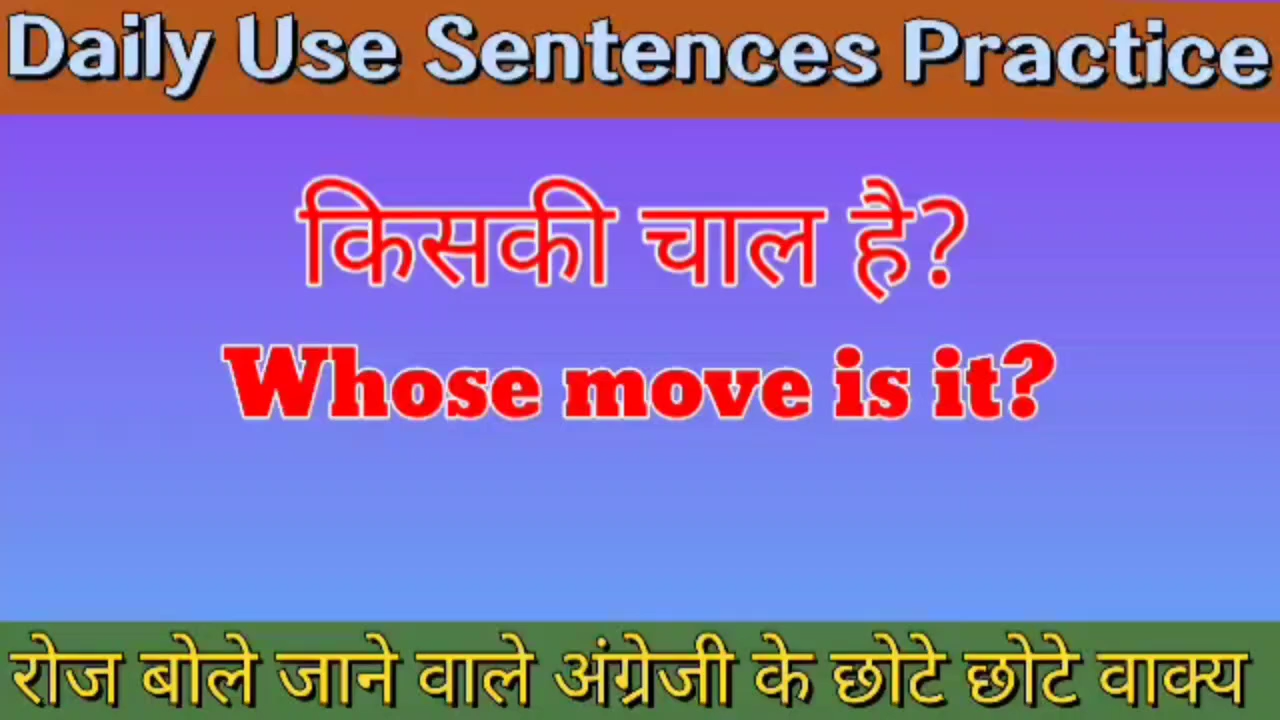 Daily Use Sentences Practice
किसकी चाल है?
Whose move is it?
रोज बोले जाने वाले अंग्रेजी के छोटे छोटे वाक्य